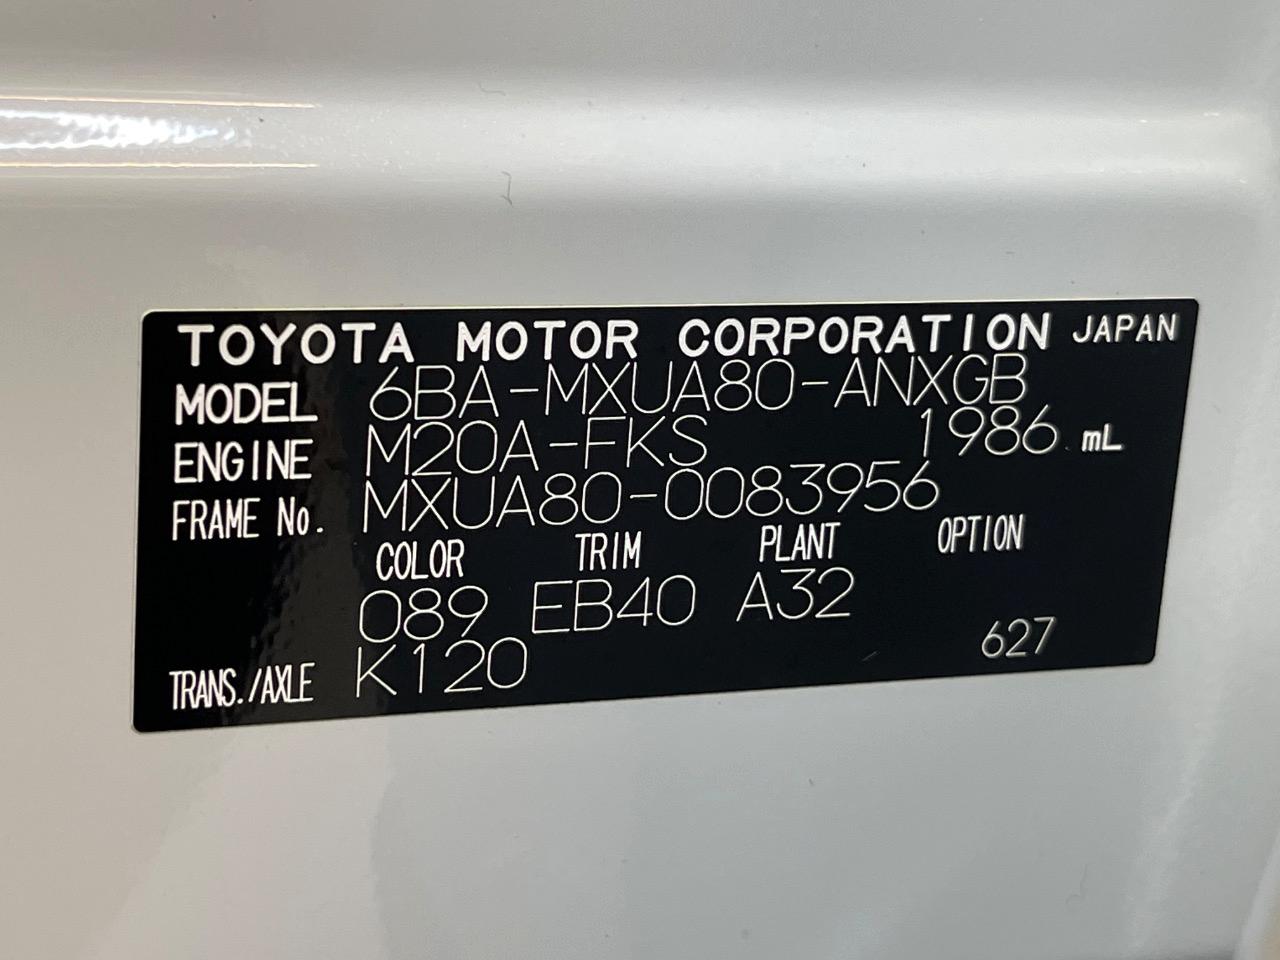 TOYOTA MOTOR CORPORATION JAPAN
MODEL 6BA-MXUA80-ANXGB
ENGINE M20A-FKS 1986 mL
FRAME No. MXUA80-0083956
COLOR TRIM PLANT OPTION
089 EB40 A32
TRANS./AXLE K120 627